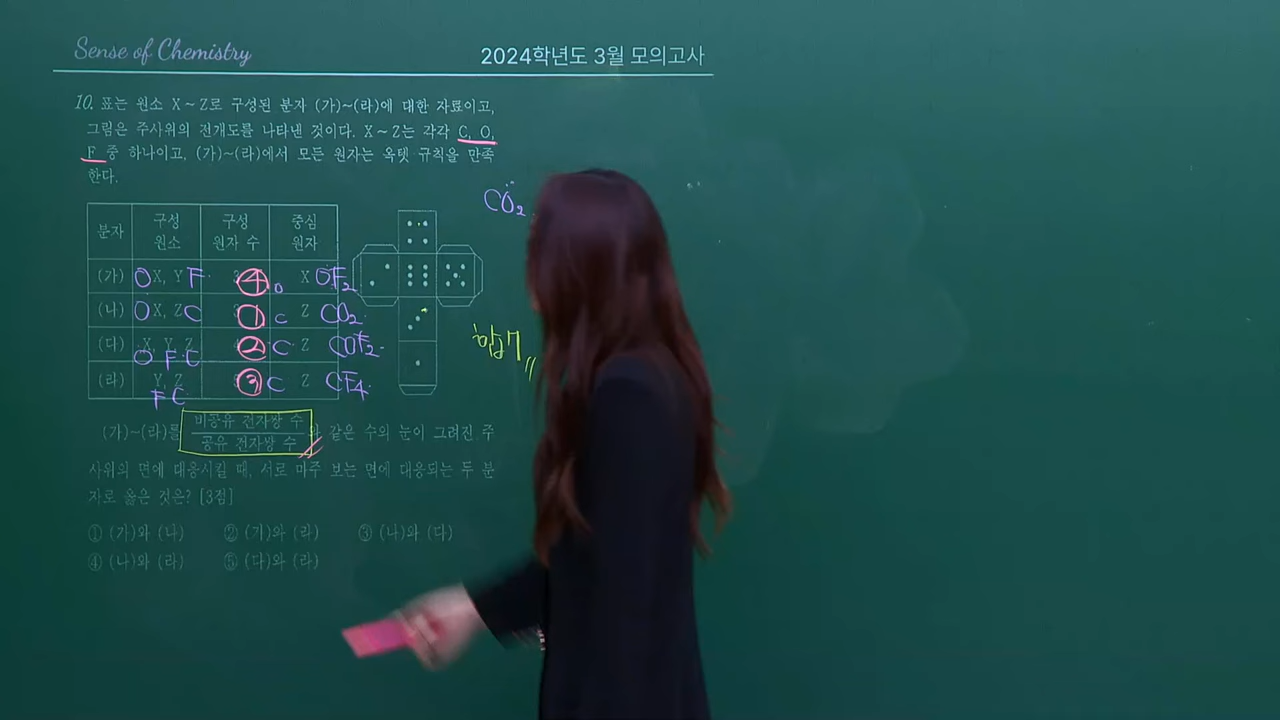 Sense of Chemistry
2024학년도 3월 모의고사
10. 표는 원소 X ~ Z로 구성된 분자 (가)~(라)에 대한 자료이고,
그림은 주사위의 전개도를 나타낸 것이다. X ~ Z는 각각 C, O,
F 중 하나이고, (가)~(라)에서 모든 원자는 옥텟 규칙을 만족
한다.
CO₂
분자 구성 원소 구성 원자 수 중심 원자
(가) O X, Y F ④ O X OF₂
(나) O X, Z C ① C Z CO₂
(다) X, Y, Z ② C Z COF₂
O F C
(라) Y, Z ③ C Z CF₄
F C
(가)~(라)를 비공유 전자쌍 수 / 공유 전자쌍 수 같은 수의 눈이 그려진 주
사위의 면에 대응시킬 때, 서로 마주 보는 면에 대응되는 두 분
자로 옳은 것은? [3점]
① (가)와 (나) ② (가)와 (라) ③ (나)와 (다)
④ (나)와 (라) ⑤ (다)와 (라)